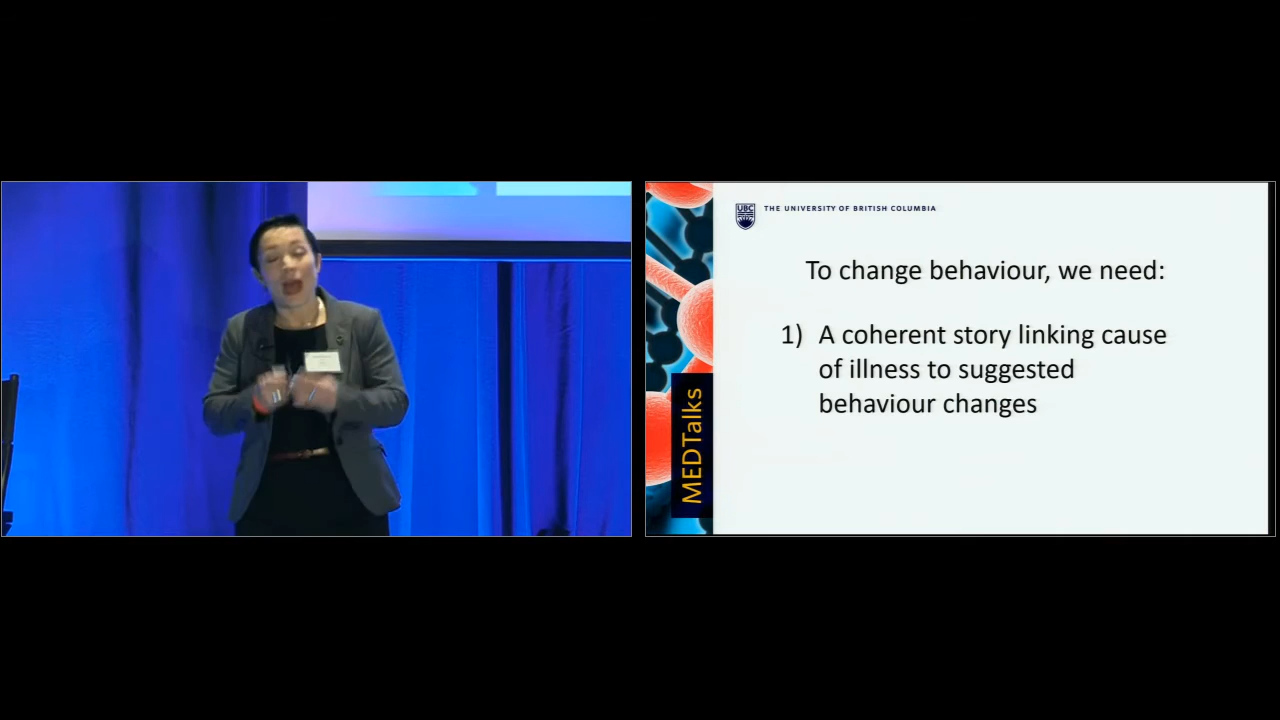 UBC
THE UNIVERSITY OF BRITISH COLUMBIA
To change behaviour, we need:
1) A coherent story linking cause
of illness to suggested
behaviour changes
MEDTalks